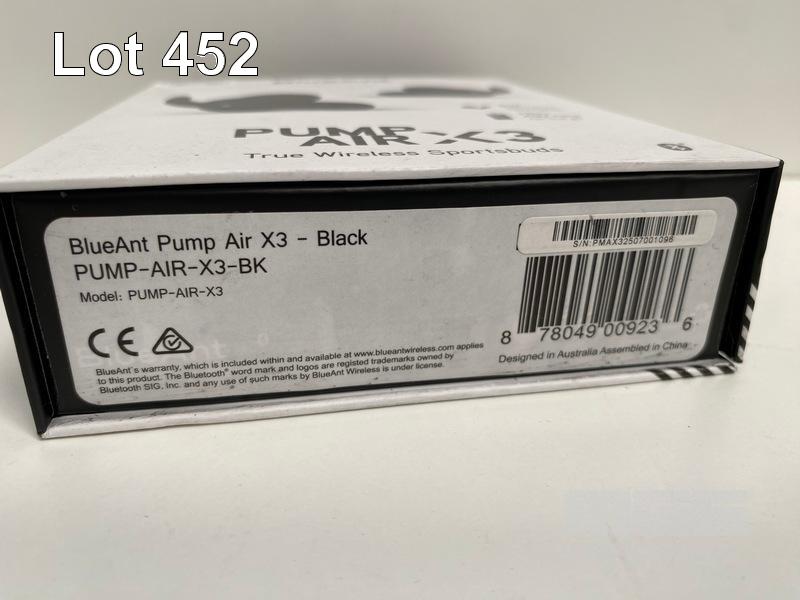 Lot 452
PUMP
AIR X3
True Wireless Sportsbuds
BlueAnt Pump Air X3 - Black
PUMP-AIR-X3-BK
Model: PUMP-AIR-X3
S/N:PMAX32507001096
8 78049 00923 6
CE
BlueAnt's warranty, which is included within and available at www.blueantwireless.com applies
to this product. The Bluetooth® word mark and logos are registed trademarks owned by
Bluetooth SIG, Inc. and any use of such marks by BlueAnt Wireless is under license.
Designed in Australia Assembled in China